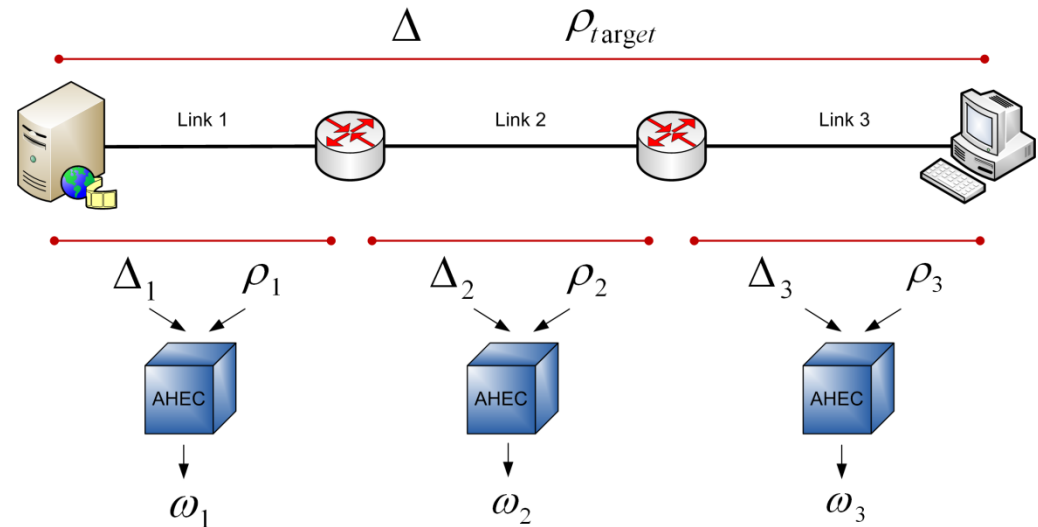 Δ ρtarget
Link 1 Link 2 Link 3
Δ1 ρ1 Δ2 ρ2 Δ3 ρ3
AHEC AHEC AHEC
ω1 ω2 ω3